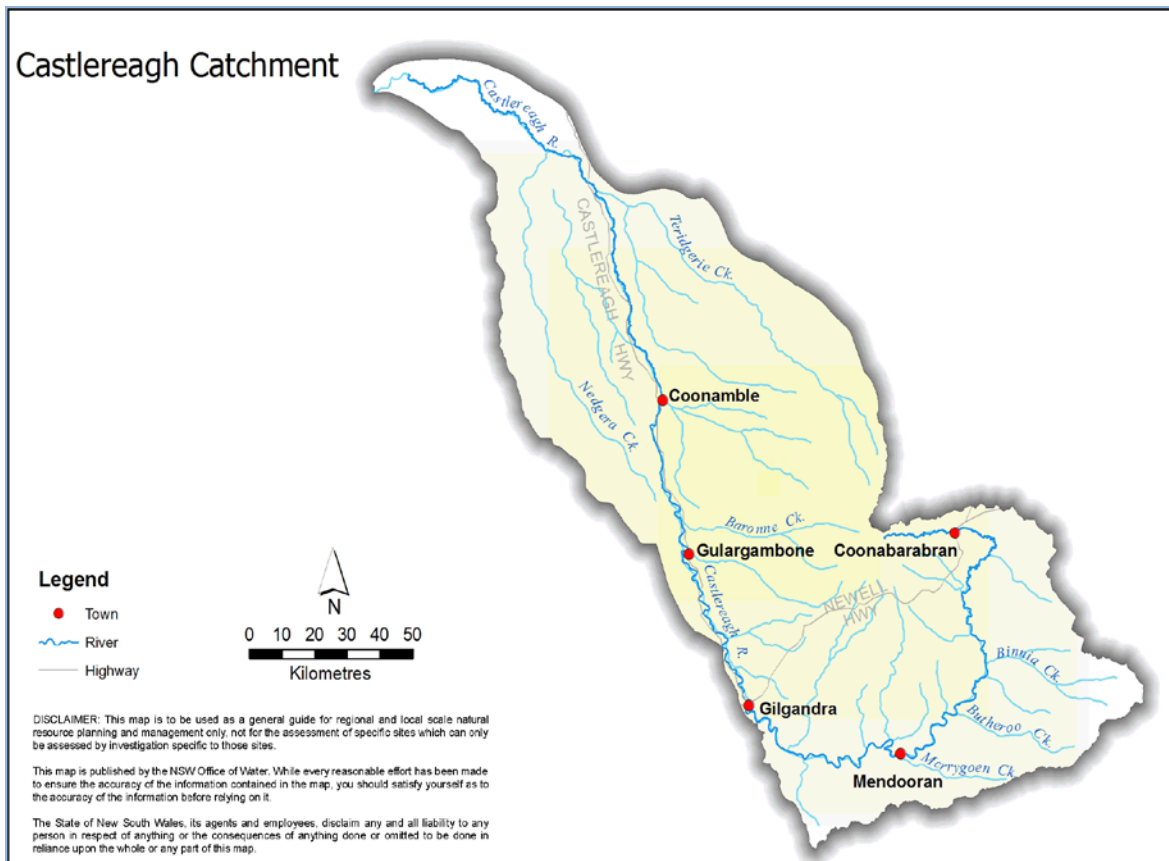 Castlereagh Catchment
Castlereagh R.
Teridgerie Ck.
CASTLEREAGH HWY
Nedgera Ck.
Coonamble
Baronne Ck.
Gulargambone
Coonabarabran
Castlereagh R.
NEWELL
HWY
Binnia Ck.
Gilgandra
Butheroo Ck.
Merrygoen Ck
Mendooran
Legend
Town
River
Highway
N
0 10 20 30 40 50
Kilometres
DISCLAIMER: This map is to be used as a general guide for regional and local scale natural
resource planning and management only, not for the assessment of specific sites which can only
be assessed by investigation specific to those sites.
This map is published by the NSW Office of Water. While every reasonable effort has been made
to ensure the accuracy of the information contained in the map, you should satisfy yourself as to
the accuracy of the information before relying on it.
The State of New South Wales, its agents and employees, disclaim any and all liability to any
person in respect of anything or the consequences of anything done or omitted to be done in
reliance upon the whole or any part of this map.